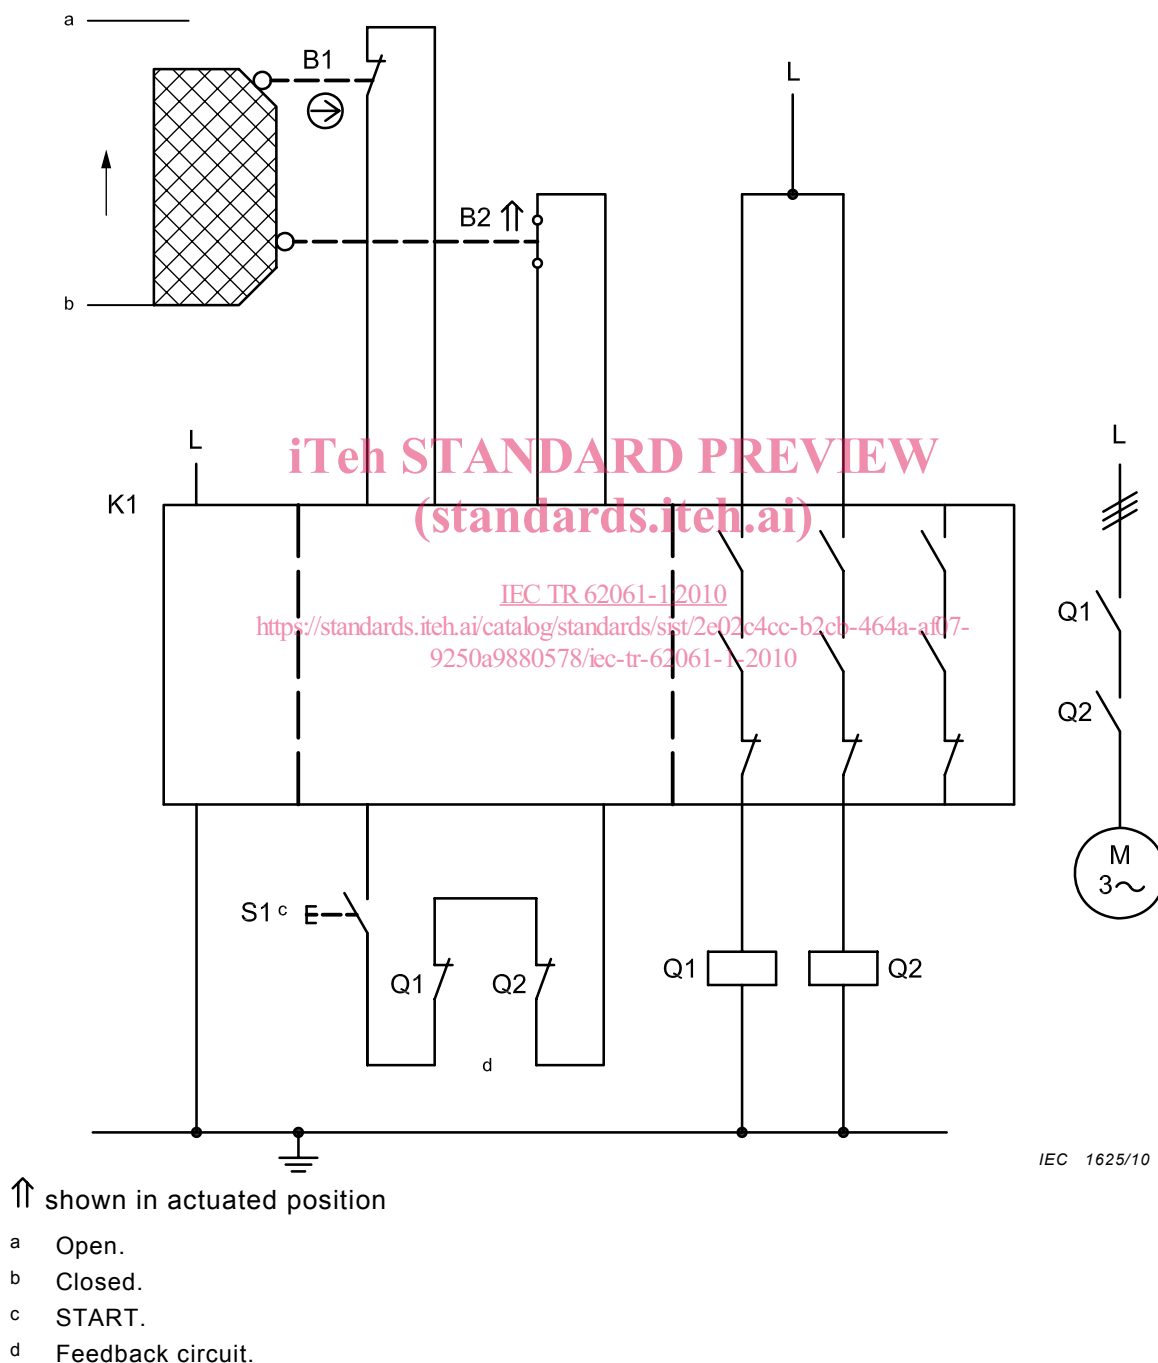 a
B1
L
B2
b
L
iTeh STANDARD PREVIEW
L
K1
(standards.iteh.ai)
IEC TR 62061-1:2010
https://standards.iteh.ai/catalog/standards/sist/2e02c4cc-b2cb-464a-af07-
9250a9880578/iec-tr-62061-1-2010
Q1
Q2
M
3～
S1 c
Q1
Q2
Q1
Q2
d
IEC 1625/10
⇑ shown in actuated position
a Open.
b Closed.
c START.
d Feedback circuit.